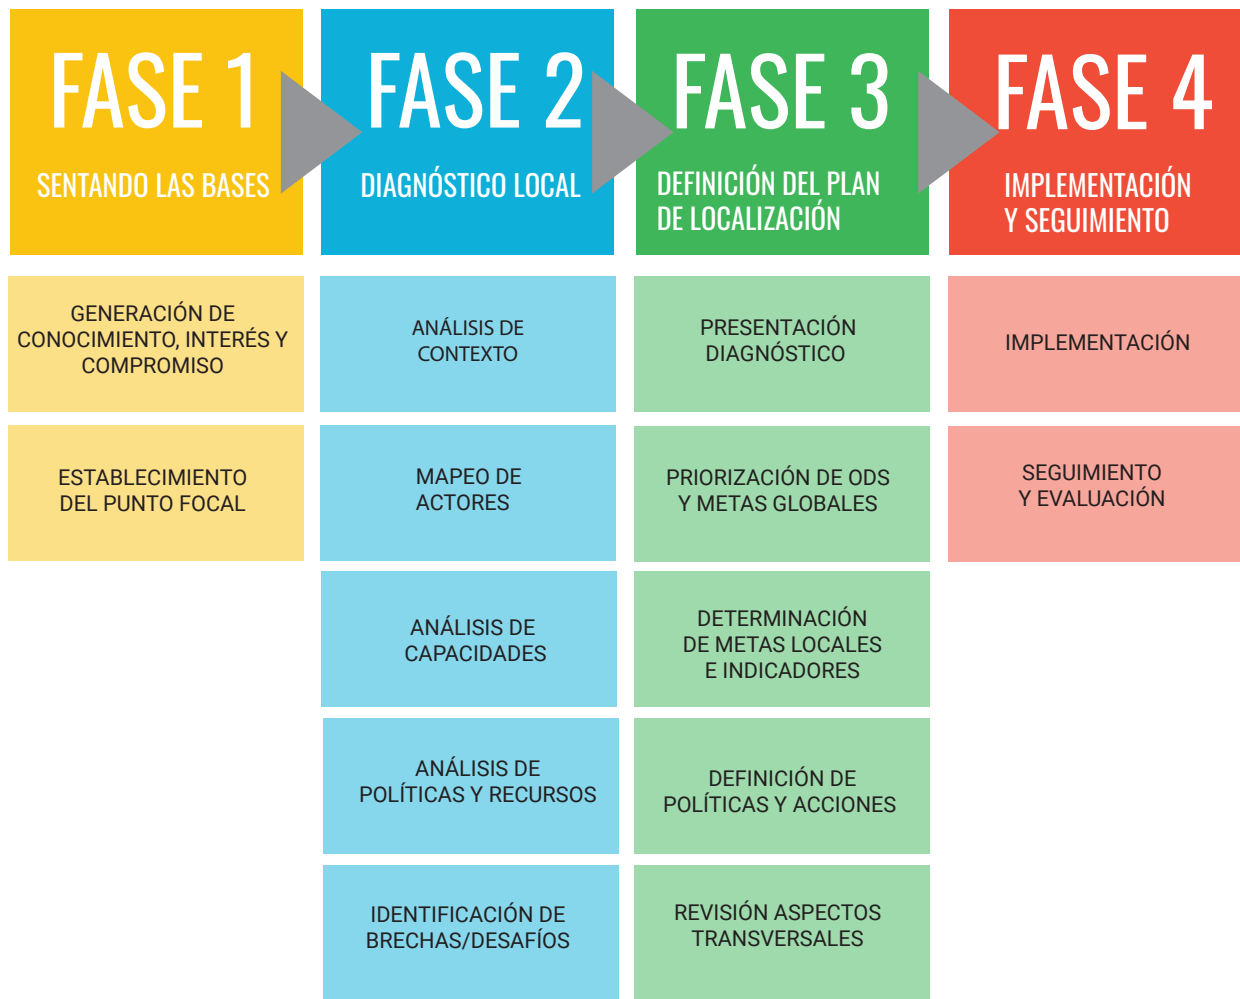 FASE 1
SENTANDO LAS BASES
GENERACIÓN DE
CONOCIMIENTO, INTERÉS Y
COMPROMISO
ESTABLECIMIENTO
DEL PUNTO FOCAL
FASE 2
DIAGNÓSTICO LOCAL
ANÁLISIS DE
CONTEXTO
MAPEO DE
ACTORES
ANÁLISIS DE
CAPACIDADES
ANÁLISIS DE
POLÍTICAS Y RECURSOS
IDENTIFICACIÓN DE
BRECHAS/DESAFÍOS
FASE 3
DEFINICIÓN DEL PLAN
DE LOCALIZACIÓN
PRESENTACIÓN
DIAGNÓSTICO
PRIORIZACIÓN DE ODS
Y METAS GLOBALES
DETERMINACIÓN
DE METAS LOCALES
E INDICADORES
DEFINICIÓN DE
POLÍTICAS Y ACCIONES
REVISIÓN ASPECTOS
TRANSVERSALES
FASE 4
IMPLEMENTACIÓN
Y SEGUIMIENTO
IMPLEMENTACIÓN
SEGUIMIENTO
Y EVALUACIÓN